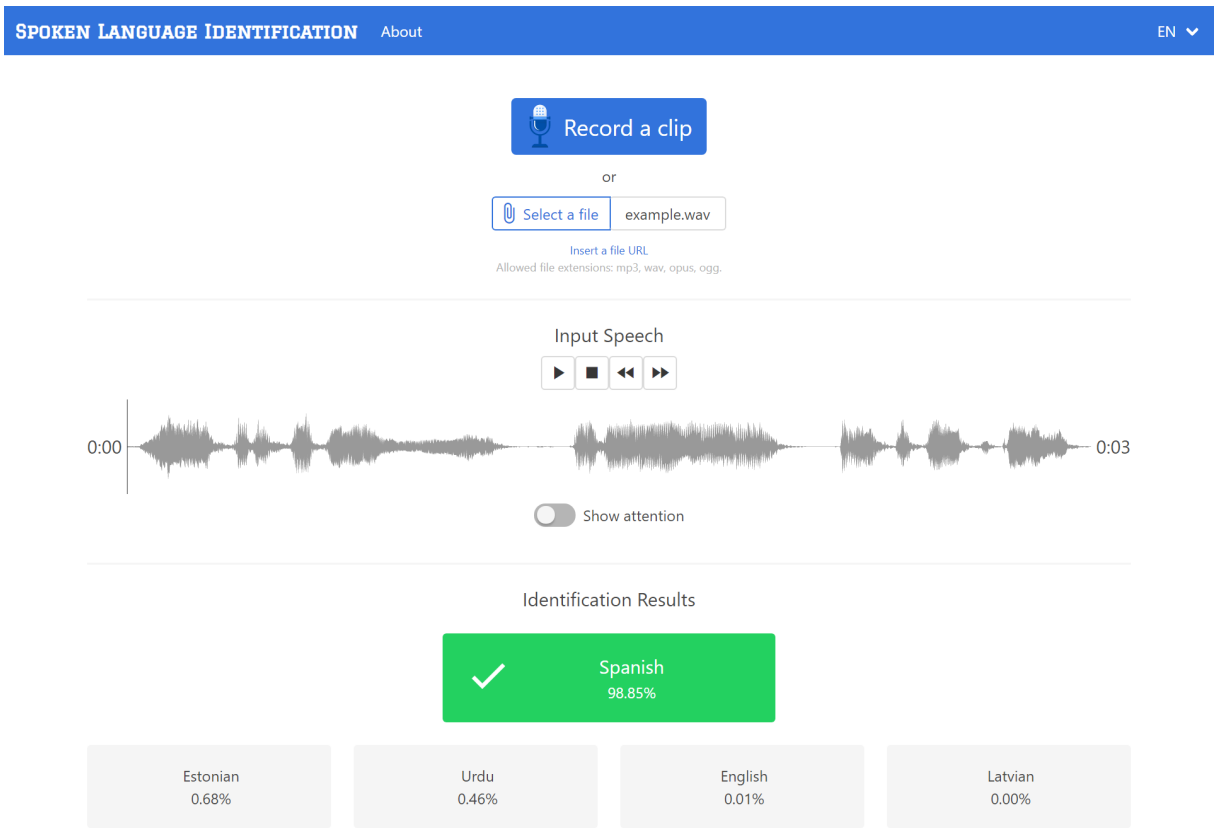 SPOKEN LANGUAGE IDENTIFICATION About EN
Record a clip
or
Select a file example.wav
Insert a file URL
Allowed file extensions: mp3, wav, opus, ogg.
Input Speech
0:00 0:03
Show attention
Identification Results
Spanish
98.85%
Estonian Urdu English Latvian
0.68% 0.46% 0.01% 0.00%